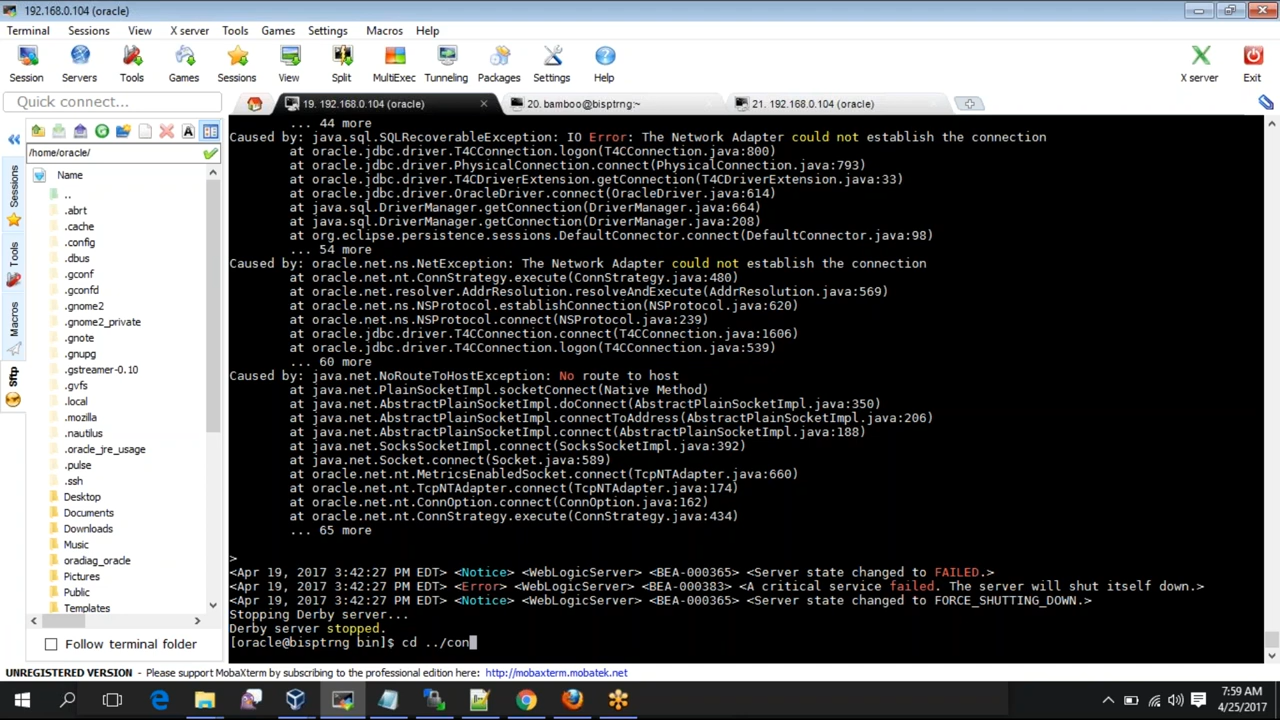 192.168.0.104 (oracle)
Terminal Sessions View X server Tools Games Settings Macros Help
Session Servers Tools Games Sessions View Split MultiExec Tunneling Packages Settings Help X server Exit
Quick connect...
19. 192.168.0.104 (oracle)
20. bamboo@bisptrng:~
21. 192.168.0.104 (oracle)
/home/oracle/
Name
..
.abrt
.cache
.config
.dbus
.gconf
.gconfd
.gnome2
.gnome2_private
.gnote
.gnupg
.gstreamer-0.10
.gvfs
.local
.mozilla
.nautilus
.oracle_jre_usage
.pulse
.ssh
Desktop
Documents
Downloads
Music
oradiag_oracle
Pictures
Public
Templates
Follow terminal folder
Sessions
Tools
Macros
Sftp
... 44 more
Caused by: java.sql.SQLRecoverableException: IO Error: The Network Adapter could not establish the connection
at oracle.jdbc.driver.T4CConnection.logon(T4CConnection.java:800)
at oracle.jdbc.driver.PhysicalConnection.connect(PhysicalConnection.java:793)
at oracle.jdbc.driver.T4CDriverExtension.getConnection(T4CDriverExtension.java:33)
at oracle.jdbc.driver.OracleDriver.connect(OracleDriver.java:614)
at java.sql.DriverManager.getConnection(DriverManager.java:664)
at java.sql.DriverManager.getConnection(DriverManager.java:208)
at org.eclipse.persistence.sessions.DefaultConnector.connect(DefaultConnector.java:98)
... 54 more
Caused by: oracle.net.ns.NetException: The Network Adapter could not establish the connection
at oracle.net.nt.ConnStrategy.execute(ConnStrategy.java:480)
at oracle.net.resolver.AddrResolution.resolveAndExecute(AddrResolution.java:569)
at oracle.net.ns.NSProtocol.establishConnection(NSProtocol.java:620)
at oracle.net.ns.NSProtocol.connect(NSProtocol.java:239)
at oracle.jdbc.driver.T4CConnection.connect(T4CConnection.java:1606)
at oracle.jdbc.driver.T4CConnection.logon(T4CConnection.java:539)
... 60 more
Caused by: java.net.NoRouteToHostException: No route to host
at java.net.PlainSocketImpl.socketConnect(Native Method)
at java.net.AbstractPlainSocketImpl.doConnect(AbstractPlainSocketImpl.java:350)
at java.net.AbstractPlainSocketImpl.connectToAddress(AbstractPlainSocketImpl.java:206)
at java.net.AbstractPlainSocketImpl.connect(AbstractPlainSocketImpl.java:188)
at java.net.SocksSocketImpl.connect(SocksSocketImpl.java:392)
at java.net.Socket.connect(Socket.java:589)
at oracle.net.nt.MetricsEnabledSocket.connect(TcpNTAdapter.java:660)
at oracle.net.nt.TcpNTAdapter.connect(TcpNTAdapter.java:174)
at oracle.net.nt.ConnOption.connect(ConnOption.java:162)
at oracle.net.nt.ConnStrategy.execute(ConnStrategy.java:434)
... 65 more
>
<Apr 19, 2017 3:42:27 PM EDT> <Notice> <WebLogicServer> <BEA-000365> <Server state changed to FAILED.>
<Apr 19, 2017 3:42:27 PM EDT> <Error> <WebLogicServer> <BEA-000383> <A critical service failed. The server will shut itself down.>
<Apr 19, 2017 3:42:27 PM EDT> <Notice> <WebLogicServer> <BEA-000365> <Server state changed to FORCE_SHUTTING_DOWN.>
Stopping Derby server...
Derby server stopped.
[oracle@bisptrng bin]$ cd ../con
UNREGISTERED VERSION - Please support MobaXterm by subscribing to the professional edition here: http://mobaxterm.mobatek.net
7:59 AM
4/25/2017